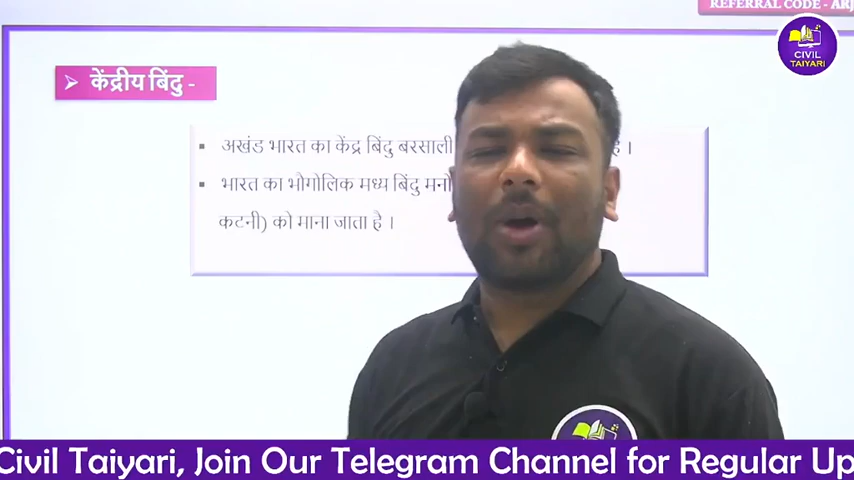 REFERRAL CODE - ARJ
CIVIL
TAIYARI
➢ केंद्रीय बिंदु -
▪ अखंड भारत का केंद्र बिंदु बरसाली है ।
▪ भारत का भौगोलिक मध्य बिंदु मनो
कटनी) को माना जाता है ।
Civil Taiyari, Join Our Telegram Channel for Regular Up